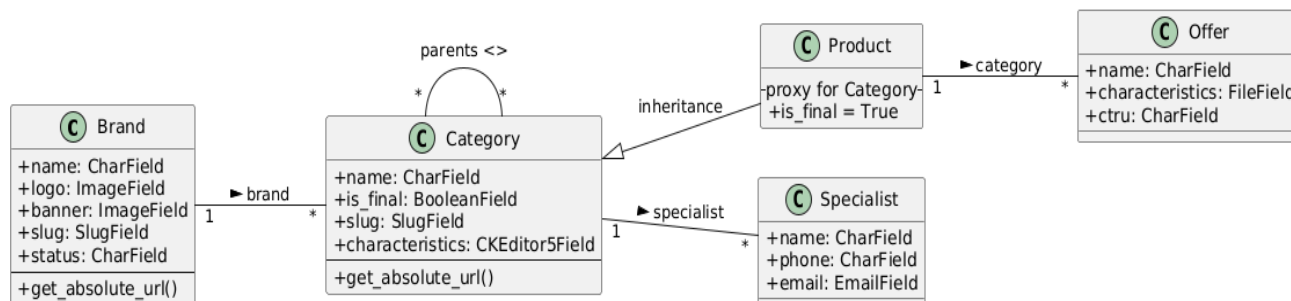 C Brand
+name: CharField
+logo: ImageField
+banner: ImageField
+slug: SlugField
+status: CharField
+get_absolute_url()
► brand
1
*
parents <>
*
*
C Category
+name: CharField
+is_final: BooleanField
+slug: SlugField
+characteristics: CKEditor5Field
+get_absolute_url()
inheritance
C Product
proxy for Category
+is_final = True
► category
1
*
C Offer
+name: CharField
+characteristics: FileField
+ctru: CharField
► specialist
1
*
C Specialist
+name: CharField
+phone: CharField
+email: EmailField